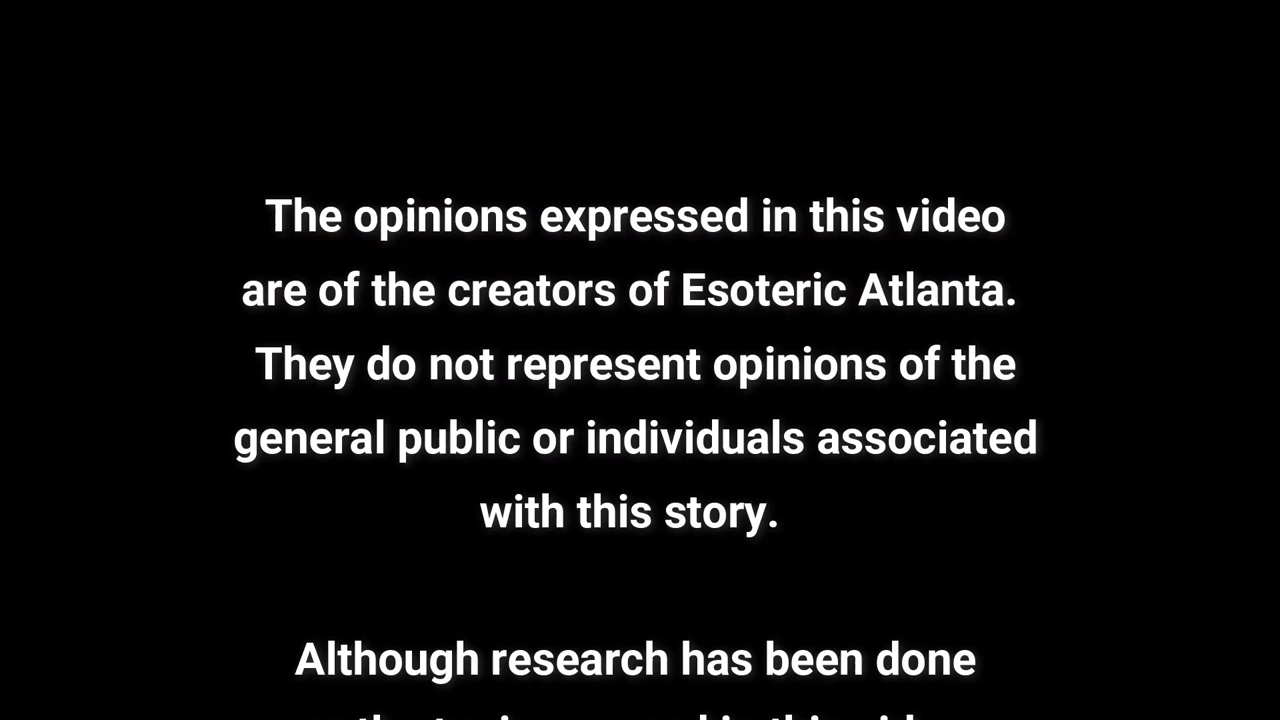 The opinions expressed in this video
are of the creators of Esoteric Atlanta.
They do not represent opinions of the
general public or individuals associated
with this story.
Although research has been done